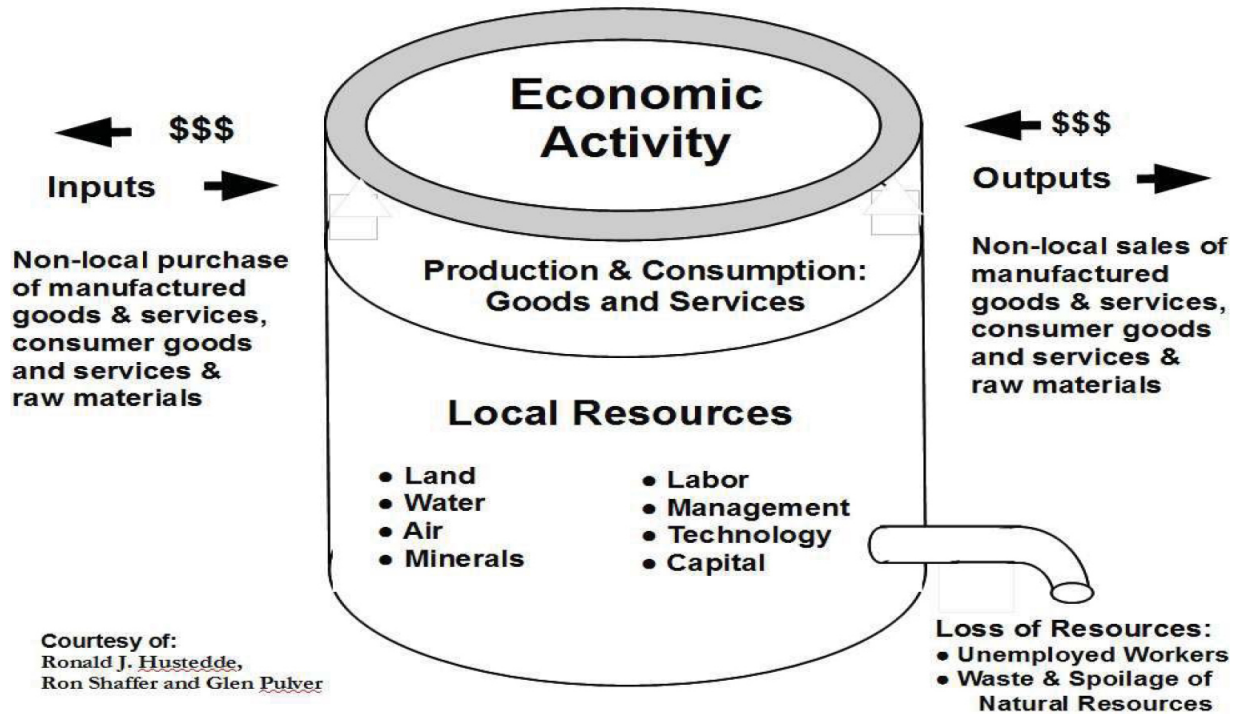 Economic
Activity
$$$
Inputs
Non-local purchase
of manufactured
goods & services,
consumer goods
and services &
raw materials
$$$
Outputs
Non-local sales of
manufactured
goods & services,
consumer goods
and services &
raw materials
Production & Consumption:
Goods and Services
Local Resources
• Land
• Water
• Air
• Minerals
• Labor
• Management
• Technology
• Capital
Loss of Resources:
• Unemployed Workers
• Waste & Spoilage of
Natural Resources
Courtesy of:
Ronald J. Hustedde,
Ron Shaffer and Glen Pulver